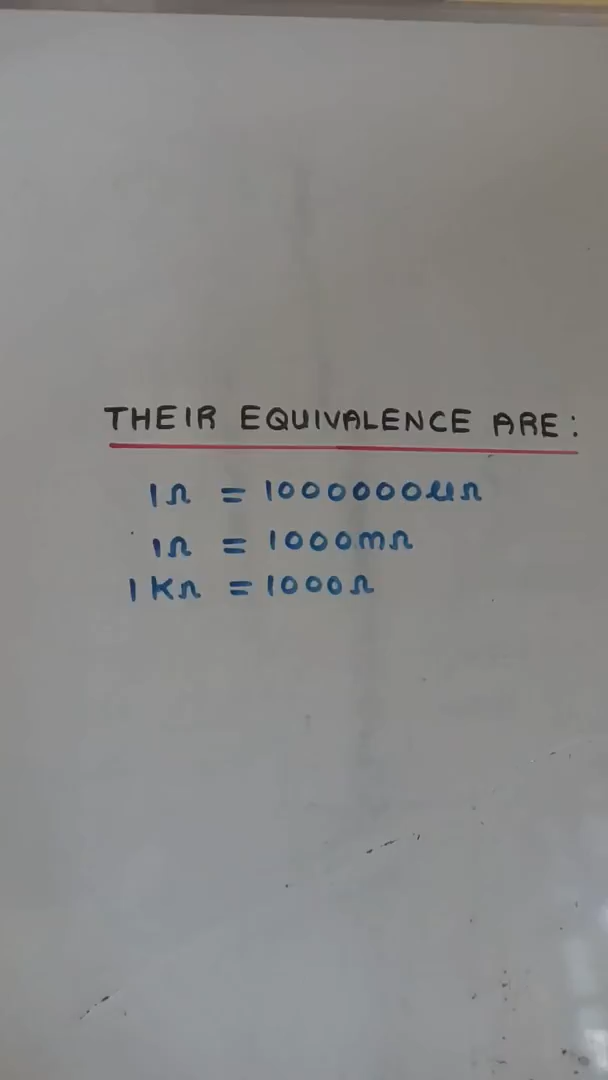 THEIR EQUIVALENCE ARE:
1Ω = 1000000µΩ
1Ω = 1000mΩ
1KΩ = 1000Ω